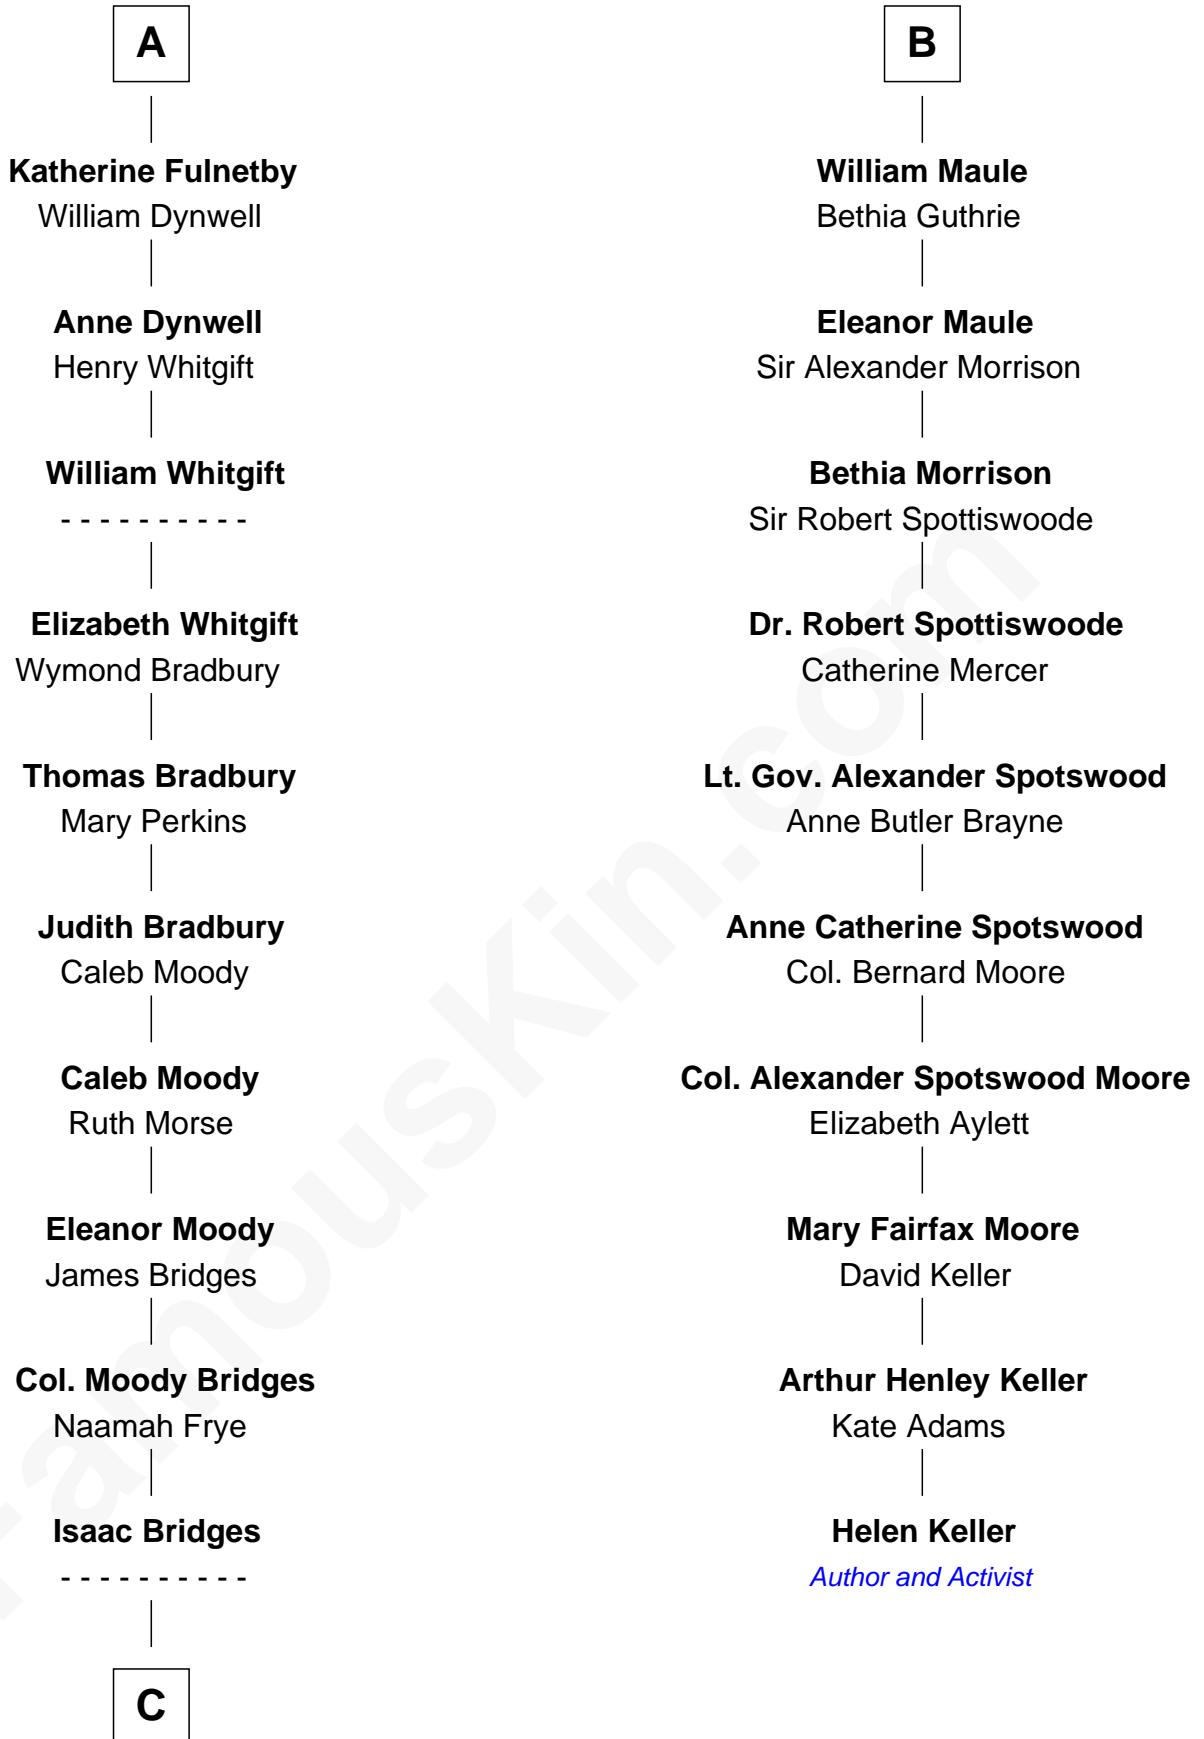 A
Katherine Fulnetby
William Dynwell
Anne Dynwell
Henry Whitgift
William Whitgift
- - - - - - - - - -
Elizabeth Whitgift
Wymond Bradbury
Thomas Bradbury
Mary Perkins
Judith Bradbury
Caleb Moody
Caleb Moody
Ruth Morse
Eleanor Moody
James Bridges
Col. Moody Bridges
Naamah Frye
Isaac Bridges
- - - - - - - - - -
C
B
William Maule
Bethia Guthrie
Eleanor Maule
Sir Alexander Morrison
Bethia Morrison
Sir Robert Spottiswoode
Dr. Robert Spottiswoode
Catherine Mercer
Lt. Gov. Alexander Spotswood
Anne Butler Brayne
Anne Catherine Spotswood
Col. Bernard Moore
Col. Alexander Spotswood Moore
Elizabeth Aylett
Mary Fairfax Moore
David Keller
Arthur Henley Keller
Kate Adams
Helen Keller
Author and Activist
FamousKin.com